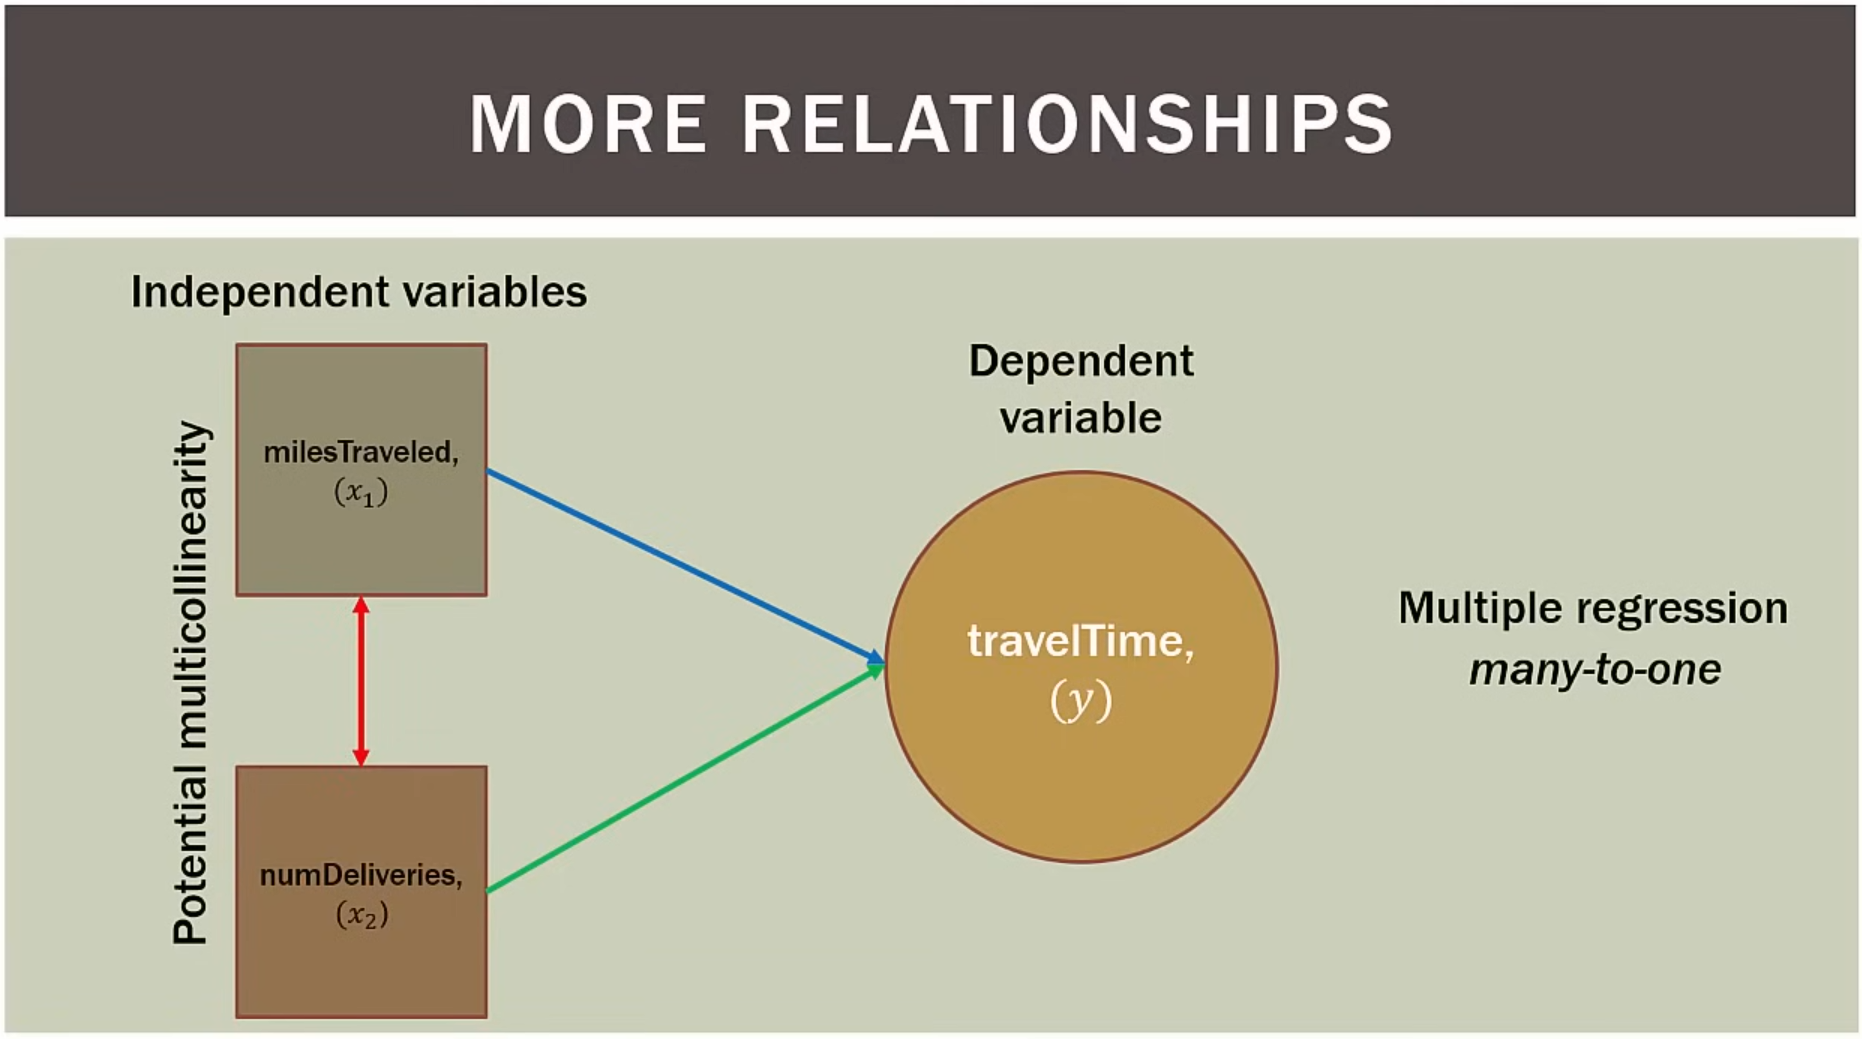 MORE RELATIONSHIPS
Independent variables
Potential multicollinearity
milesTraveled,
(x₁)
numDeliveries,
(x₂)
Dependent
variable
travelTime,
(y)
Multiple regression
many-to-one